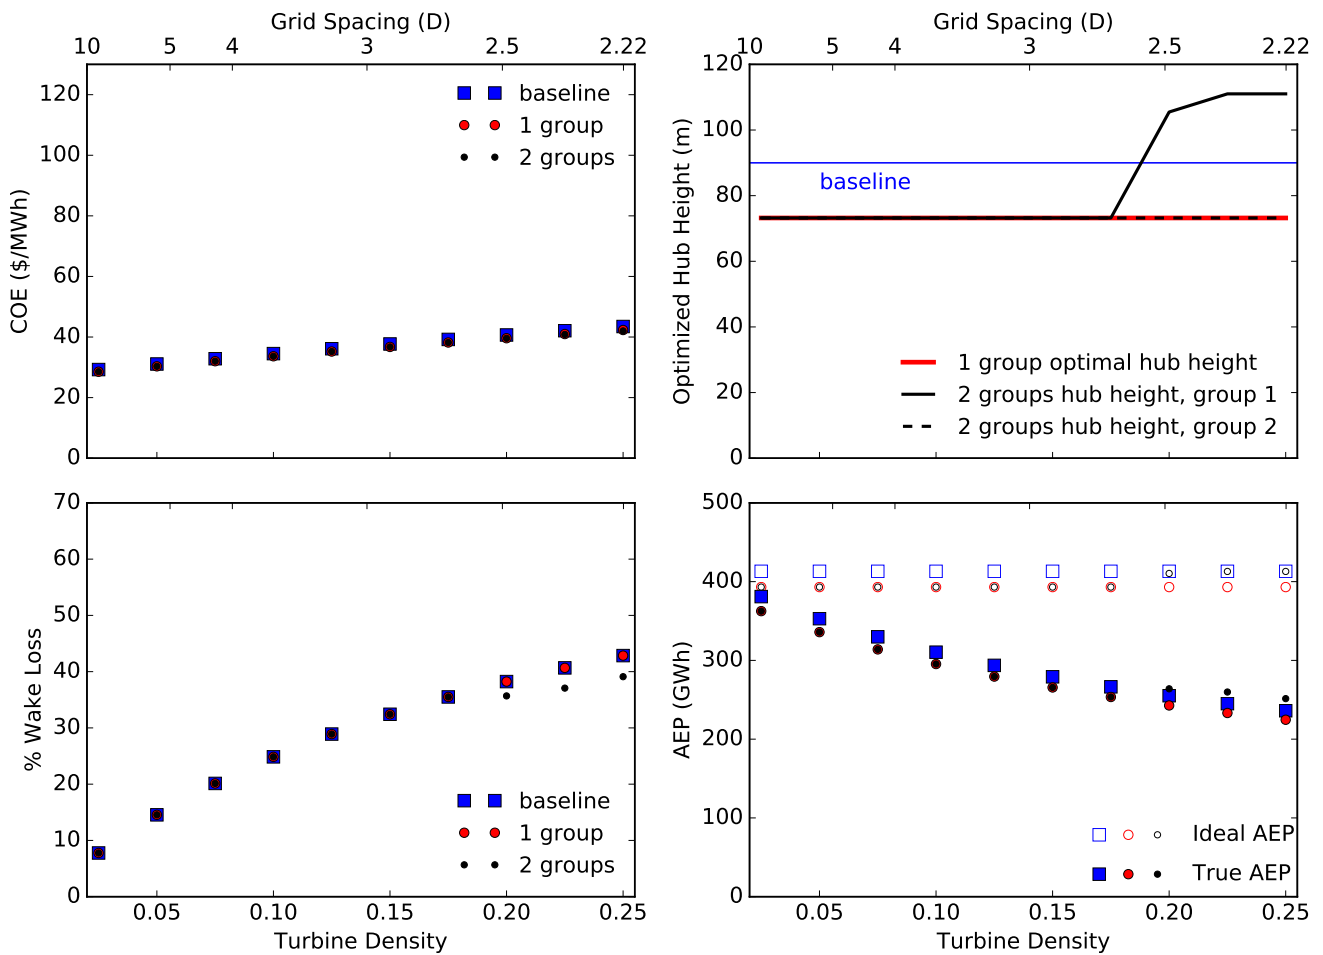 Grid Spacing (D)
10 5 4 3 2.5 2.22
120
100
80
60
40
20
0
COE ($/MWh)
baseline
1 group
2 groups
Grid Spacing (D)
10 5 4 3 2.5 2.22
120
100
80
60
40
20
0
Optimized Hub Height (m)
baseline
1 group optimal hub height
2 groups hub height, group 1
2 groups hub height, group 2
70
60
50
40
30
20
10
0
% Wake Loss
baseline
1 group
2 groups
0.05 0.10 0.15 0.20 0.25
Turbine Density
500
400
300
200
100
0
AEP (GWh)
Ideal AEP
True AEP
0.05 0.10 0.15 0.20 0.25
Turbine Density